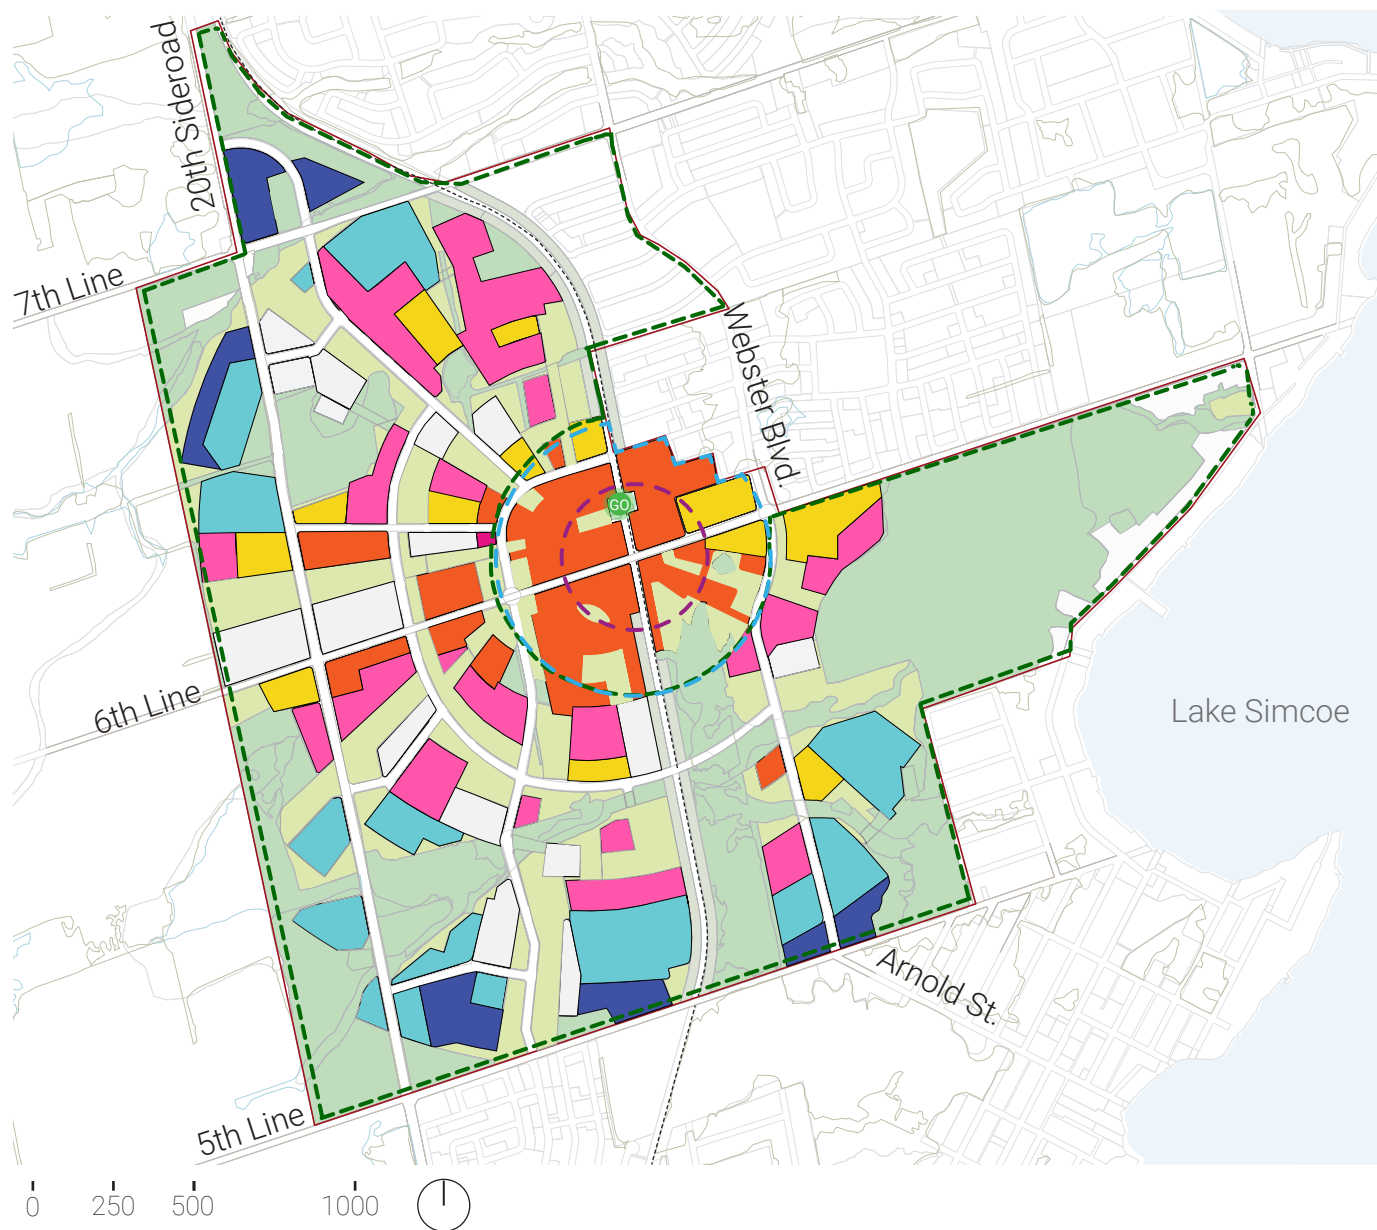 20th Sideroad
7th Line
Webster Blvd.
GO
6th Line
Lake Simcoe
Arnold St.
5th Line
0 250 500 1000